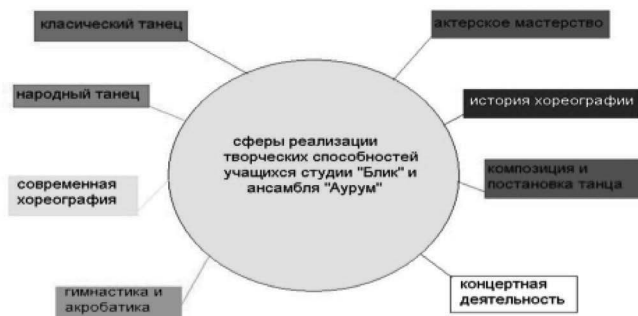 класический танец
актерское мастерство
народный танец
история хореографии
сферы реализации
творческих способностей
учащихся студии "Блик" и
ансамбля "Аурум"
современная
хореография
композиция и
постановка танца
гимнастика и
акробатика
концертная
деятельность